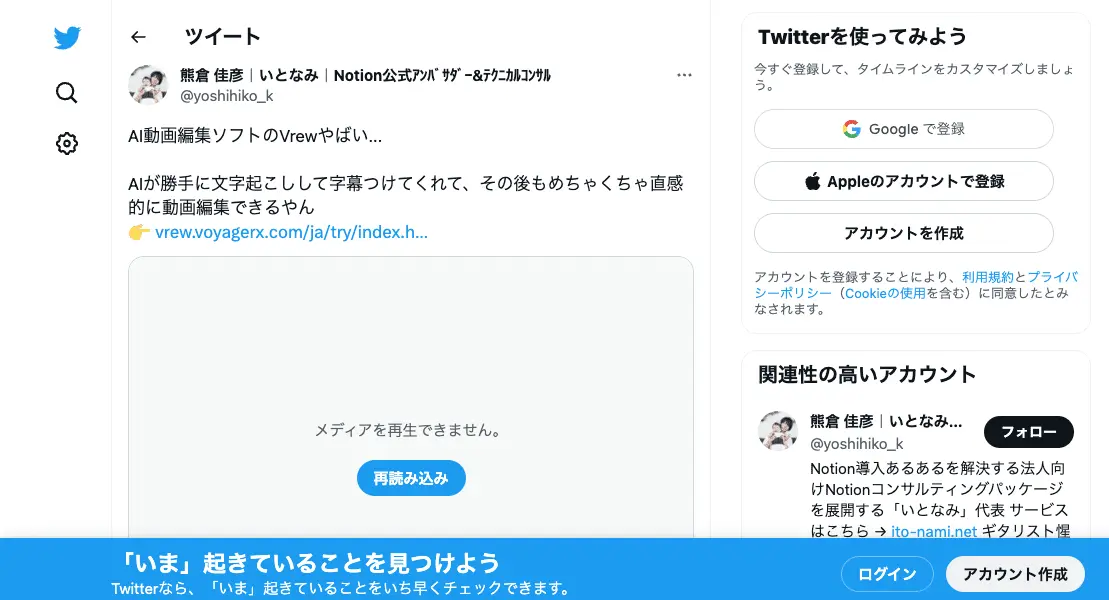 ツイート
熊倉 佳彦｜いとなみ｜Notion公式ｱﾝﾊﾞｻﾀﾞｰ&ﾃｸﾆｶﾙｺﾝｻﾙ
@yoshihiko_k
AI動画編集ソフトのVrewやばい...
AIが勝手に文字起こしして字幕つけてくれて、その後もめちゃくちゃ直感
的に動画編集できるやん
👉 vrew.voyagerx.com/ja/try/index.h...
メディアを再生できません。
再読み込み
Twitterを使ってみよう
今すぐ登録して、タイムラインをカスタマイズしましょ
う。
Google で登録
Appleのアカウントで登録
アカウントを作成
アカウントを登録することにより、利用規約とプライバ
シーポリシー（Cookieの使用を含む）に同意したとみ
なされます。
関連性の高いアカウント
熊倉 佳彦｜いとなみ...
フォロー
@yoshihiko_k
Notion導入あるあるを解決する法人向
けNotionコンサルティングパッケージ
を展開する「いとなみ」代表 サービス
はこちら → ito-nami.net ギタリスト惺
「いま」起きていることを見つけよう
Twitterなら、「いま」起きていることをいち早くチェックできます。
ログイン
アカウント作成